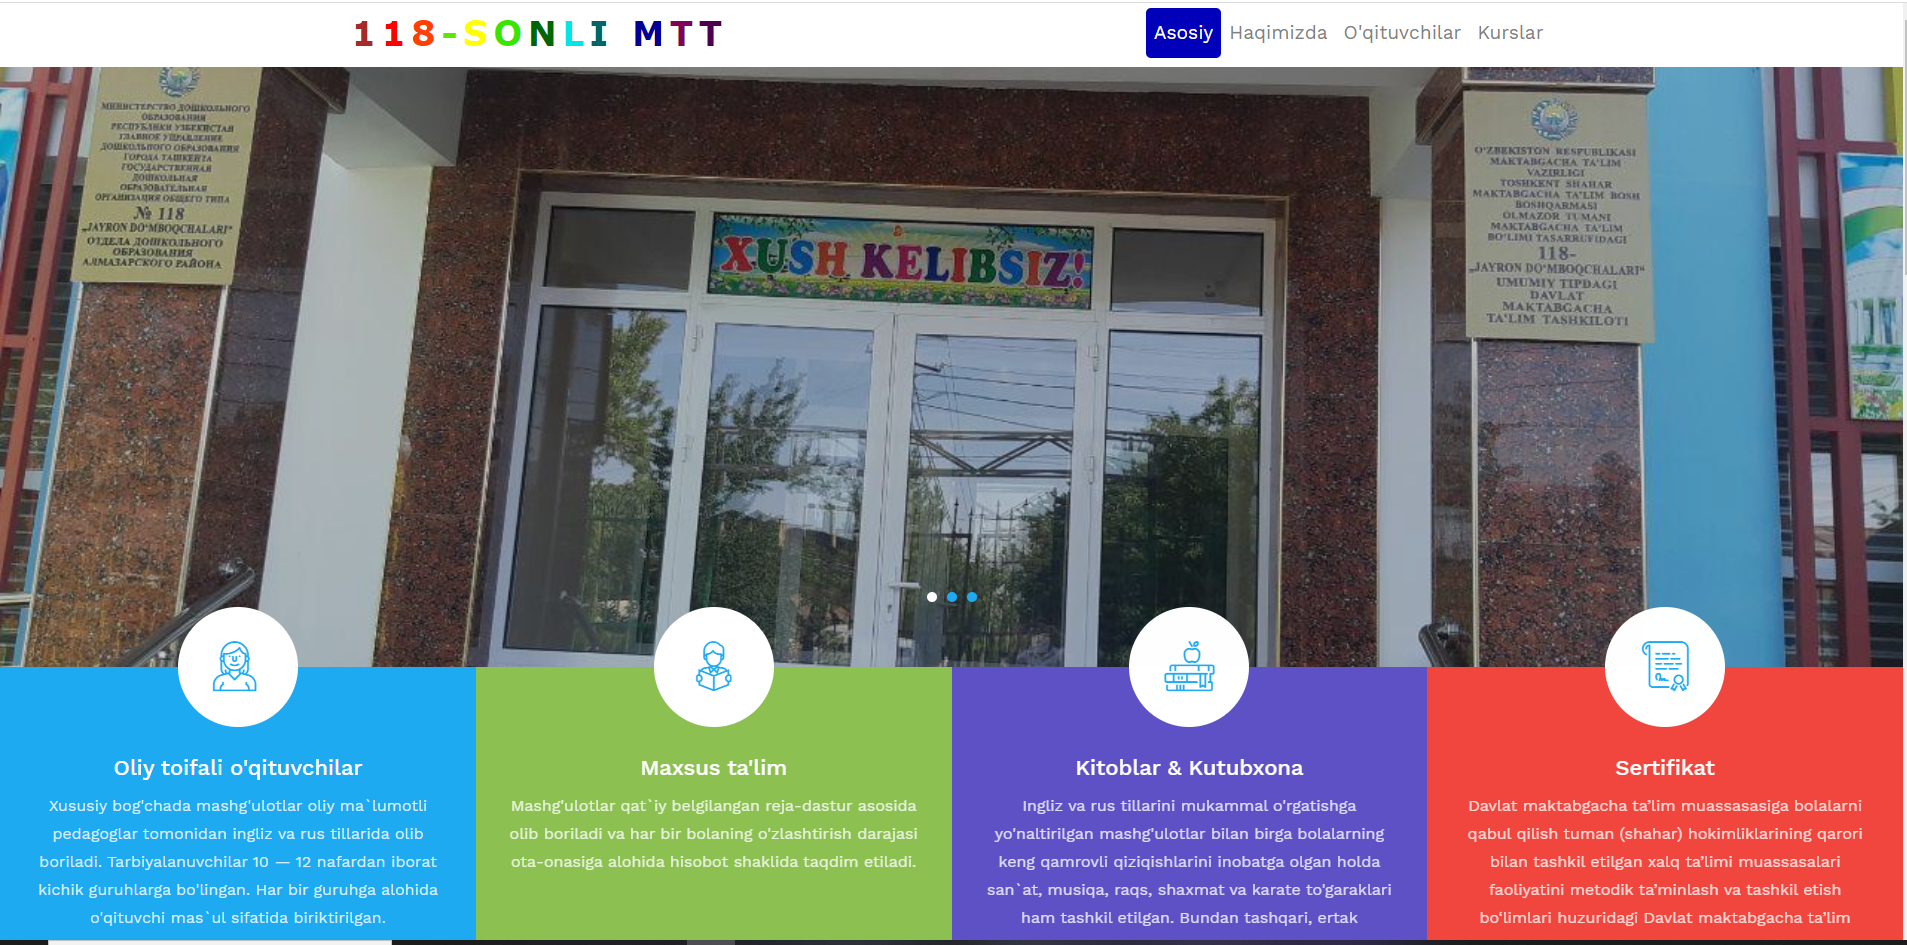 118-SONLI MTT
Asosiy Haqimizda O'qituvchilar Kurslar
МИНИСТЕРСТВО ДОШКОЛЬНОГО
ОБРАЗОВАНИЯ
РЕСПУБЛИКИ УЗБЕКИСТАН
ГЛАВНОЕ УПРАВЛЕНИЕ
ДОШКОЛЬНОГО ОБРАЗОВАНИЯ
ГОРОДА ТАШКЕНТА
ГОСУДАРСТВЕННАЯ
ДОШКОЛЬНАЯ
ОБРАЗОВАТЕЛЬНАЯ
ОРГАНИЗАЦИЯ ОБЩЕГО ТИПА
№ 118
„JAYRON DO‘MBOQCHALARI"
ОТДЕЛА ДОШКОЛЬНОГО
ОБРАЗОВАНИЯ
АЛМАЗАРСКОГО РАЙОНА
XUSH KELIBSIZ!
O'ZBEKISTON RESPUBLIKASI
MAKTABGACHA TA'LIM
VAZIRLIGI
TOSHKENT SHAHAR
MAKTABGACHA TA'LIM BOSH
BOSHQARMASI
OLMAZOR TUMANI
MAKTABGACHA TA'LIM
BO'LIMI TASARRUFIDAGI
118-
„JAYRON DO‘MBOQCHALARI"
UMUMIY TIPDAGI
DAVLAT
MAKTABGACHA
TA'LIM TASHKILOTI
Oliy toifali o'qituvchilar
Xususiy bog'chada mashg'ulotlar oliy ma`lumotli
pedagoglar tomonidan ingliz va rus tillarida olib
boriladi. Tarbiyalanuvchilar 10 — 12 nafardan iborat
kichik guruhlarga bo'lingan. Har bir guruhga alohida
o'qituvchi mas`ul sifatida biriktirilgan.
Maxsus ta'lim
Mashg'ulotlar qat`iy belgilangan reja-dastur asosida
olib boriladi va har bir bolaning o'zlashtirish darajasi
ota-onasiga alohida hisobot shaklida taqdim etiladi.
Kitoblar & Kutubxona
Ingliz va rus tillarini mukammal o'rgatishga
yo'naltirilgan mashg'ulotlar bilan birga bolalarning
keng qamrovli qiziqishlarini inobatga olgan holda
san`at, musiqa, raqs, shaxmat va karate to'garaklari
ham tashkil etilgan. Bundan tashqari, ertak
Sertifikat
Davlat maktabgacha ta’lim muassasasiga bolalarni
qabul qilish tuman (shahar) hokimliklarining qarori
bilan tashkil etilgan xalq ta’limi muassasalari
faoliyatini metodik ta’minlash va tashkil etish
bo‘limlari huzuridagi Davlat maktabgacha ta’lim